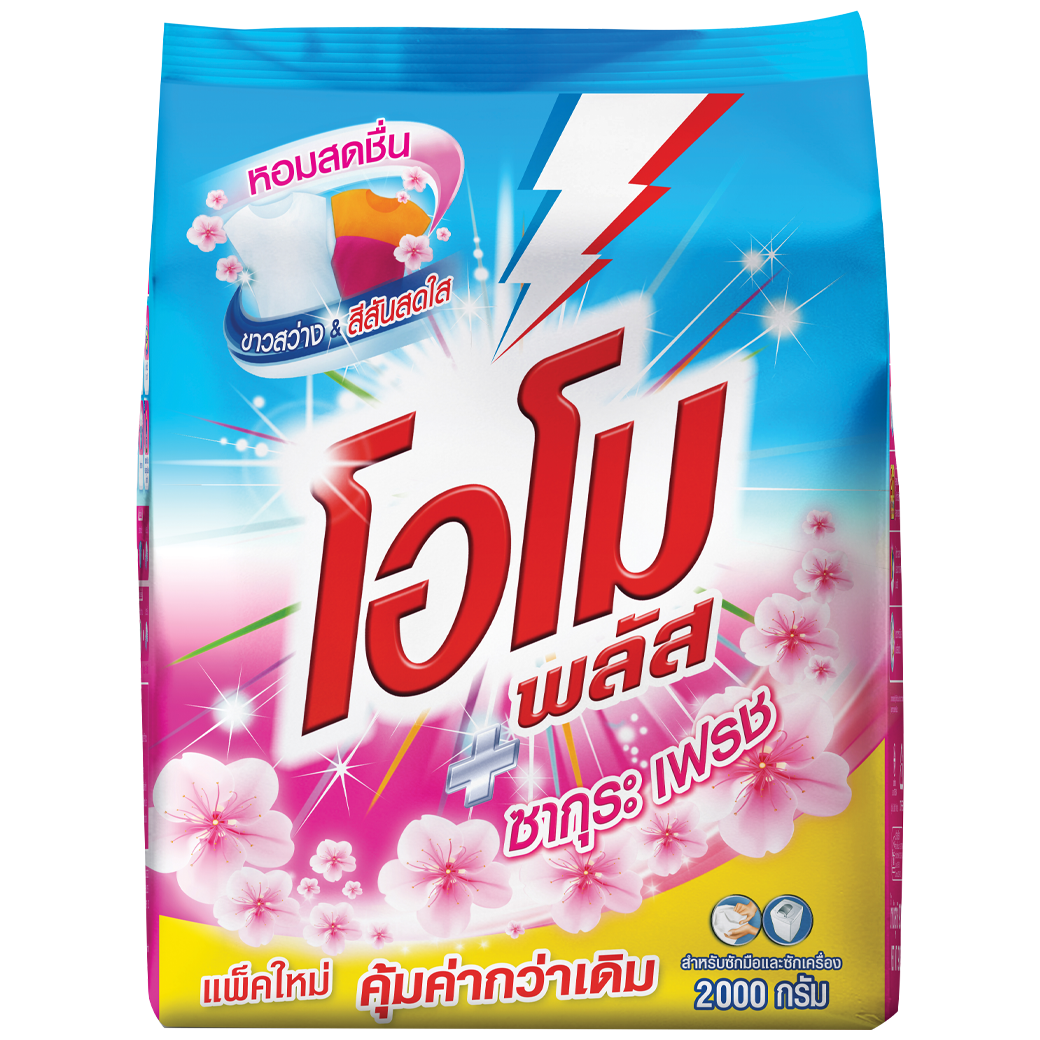 หอมสดชื่น
ขาวสว่าง & สีสันสดใส
โอโม
พลัส
ซากุระ เฟรช
สำหรับซักมือและซักเครื่อง
แพ็คใหม่ คุ้มค่ากว่าเดิม
2000 กรัม